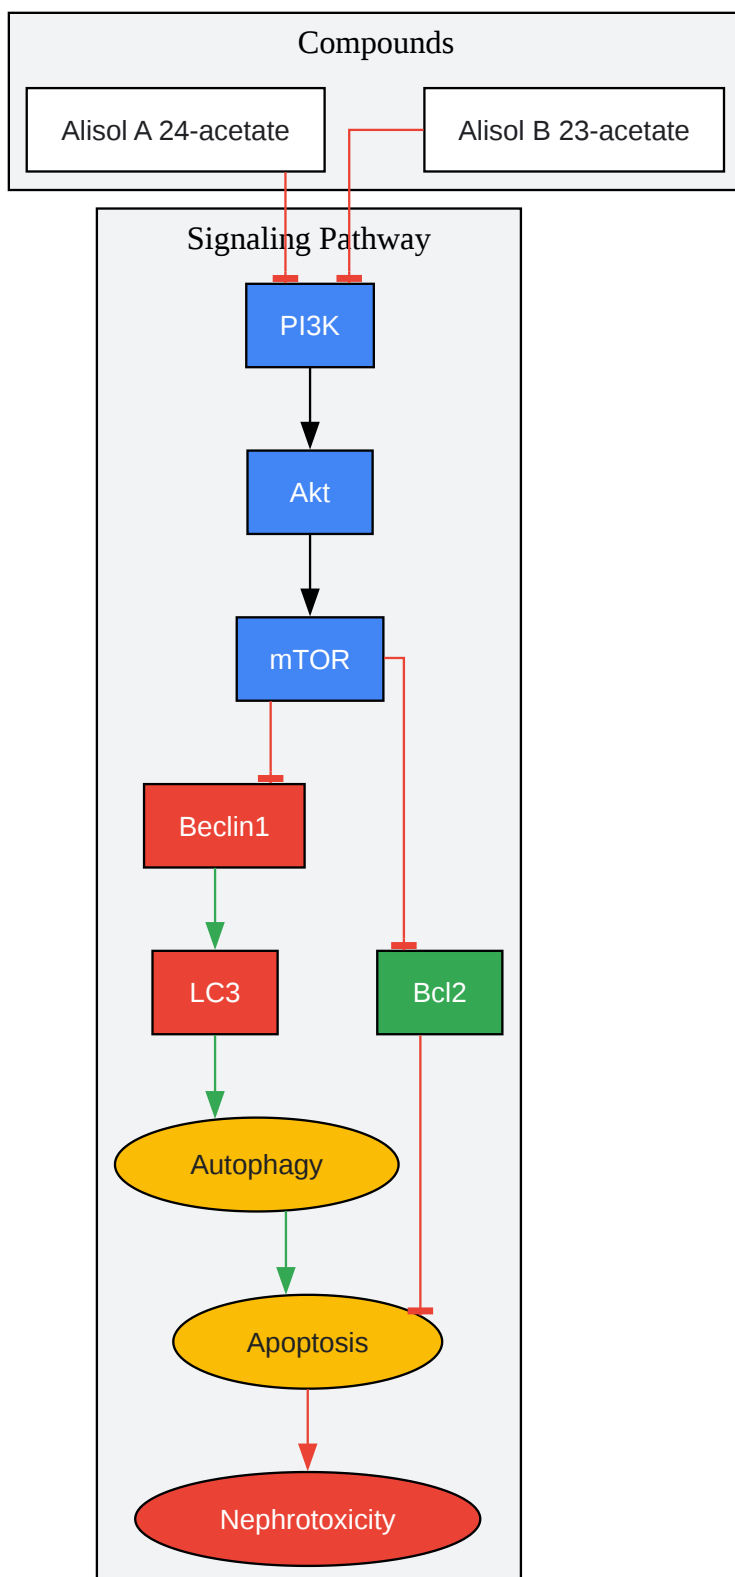 Compounds
Alisol A 24-acetate
Alisol B 23-acetate
Signaling Pathway
PI3K
Akt
mTOR
Beclin1
LC3
Bcl2
Autophagy
Apoptosis
Nephrotoxicity